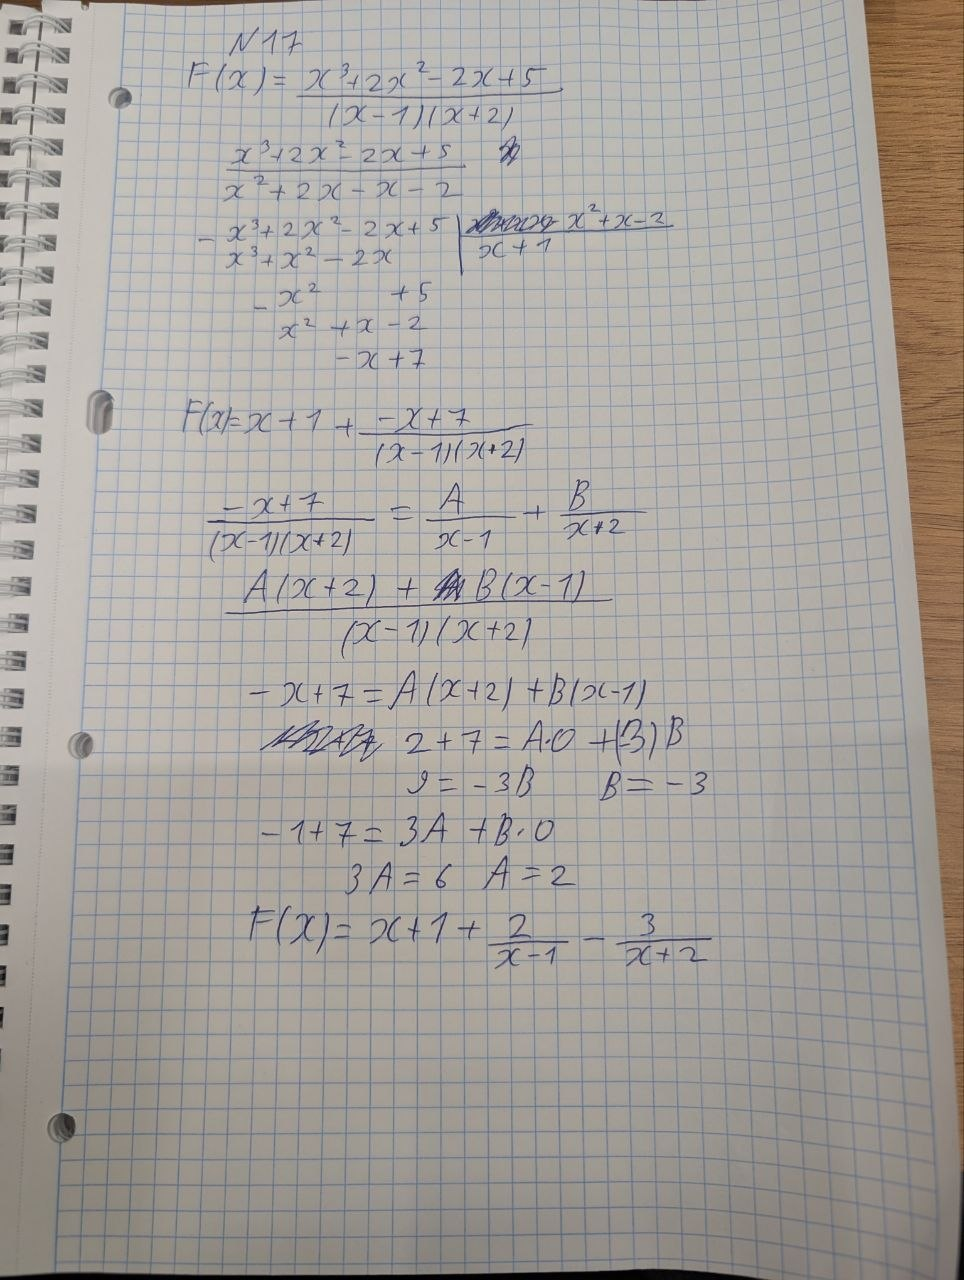 N17
F(x) = x³+2x²-2x+5
(x-1)(x+2)
x³+2x²-2x+5
x²+2x-x-2
- x³+2x²-2x+5 | x²+x-2
x³+x²-2x | x+1
- x² +5
x²+x-2
-x+7
F(x)=x+1 + -x+7
(x-1)(x+2)
-x+7 = A + B
(x-1)(x+2) x-1 x+2
A(x+2) + B(x-1)
(x-1)(x+2)
-x+7=A(x+2)+B(x-1)
2+7=A·0+(-3)B
9=-3B B=-3
-1+7=3A+B·0
3A=6 A=2
F(x)=x+1+ 2 - 3
x-1 x+2